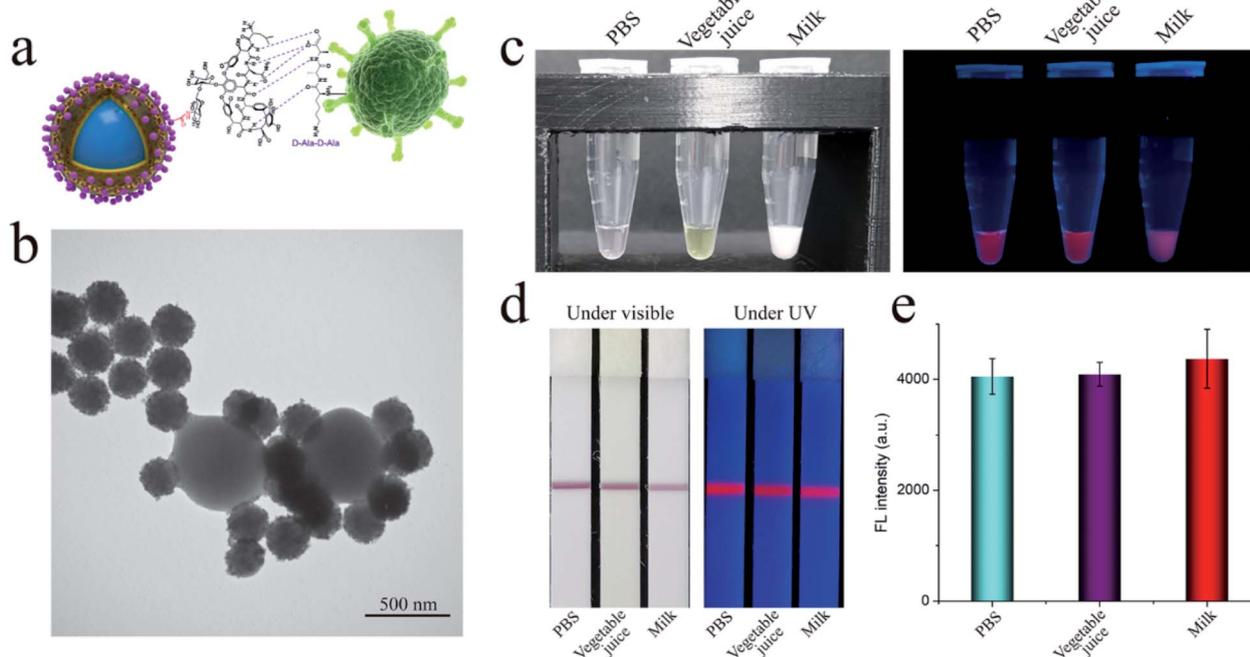 a
D-Ala-D-Ala
b
500 nm
c
PBS
Vegetable
juice
Milk
PBS
Vegetable
juice
Milk
d
Under visible
Under UV
PBS
Vegetable
juice
Milk
PBS
Vegetable
juice
Milk
e
FL intensity (a.u.)
4000
2000
0
PBS
Vegetable
juice
Milk